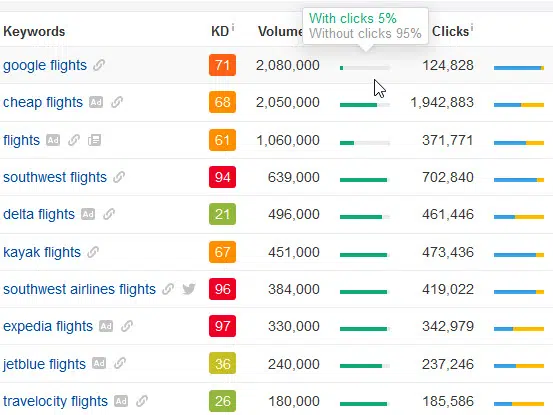 With clicks 5%
Without clicks 95%
Keywords KD i Volume Clicks i
google flights 71 2,080,000 124,828
cheap flights Ad 68 2,050,000 1,942,883
flights Ad 61 1,060,000 371,771
southwest flights 94 639,000 702,840
delta flights Ad 21 496,000 461,446
kayak flights 67 451,000 473,436
southwest airlines flights 96 384,000 419,022
expedia flights Ad 97 330,000 342,979
jetblue flights Ad 36 240,000 237,246
travelocity flights Ad 26 180,000 185,586